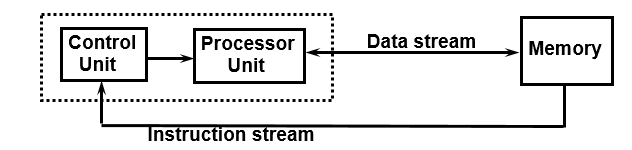 Control
Unit
Processor
Unit
Data stream
Memory
Instruction stream